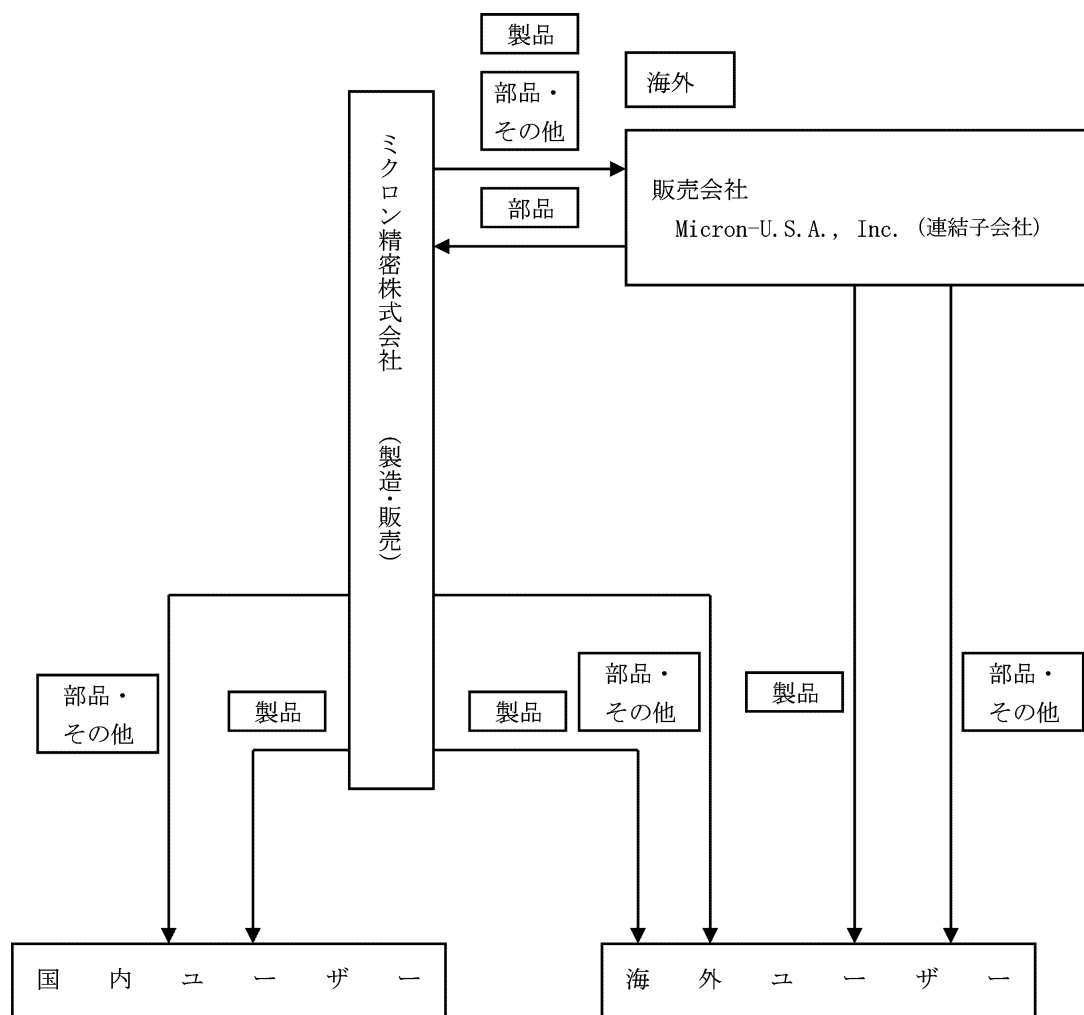 製品
海外
部品・
その他
ミクロン精密株式会社 （製造・販売）
販売会社
Micron-U.S.A., Inc.（連結子会社）
部品
部品・
その他
製品
製品
部品・
その他
製品
部品・
その他
国内ユーザー
海外ユーザー